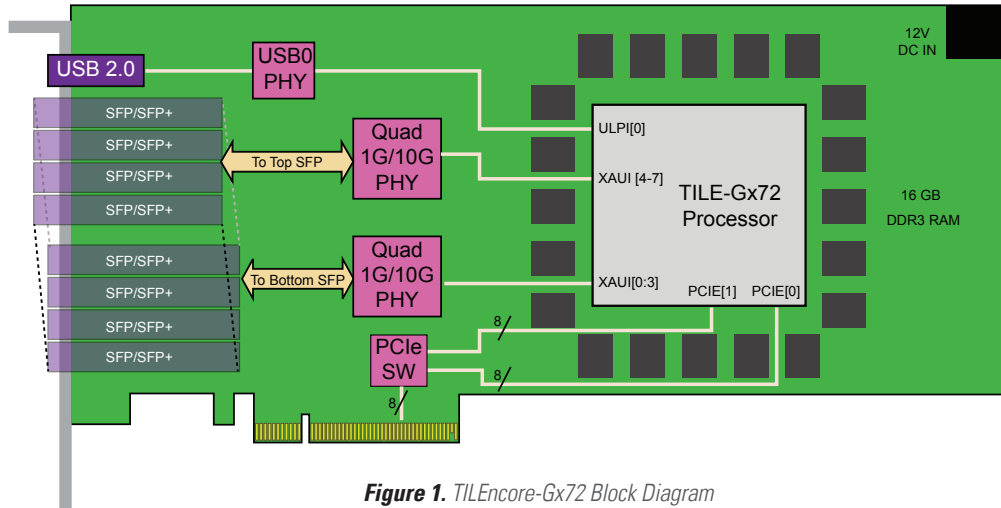 12V
DC IN
USB 2.0
USB0
PHY
SFP/SFP+
SFP/SFP+
SFP/SFP+
SFP/SFP+
To Top SFP
Quad
1G/10G
PHY
ULPI[0]
XAUI [4-7]
TILE-Gx72
Processor
16 GB
DDR3 RAM
SFP/SFP+
SFP/SFP+
SFP/SFP+
SFP/SFP+
To Bottom SFP
Quad
1G/10G
PHY
XAUI[0:3]
PCIE[1]
PCIE[0]
PCIe
SW
8
8
8
Figure 1. TILEncore-Gx72 Block Diagram